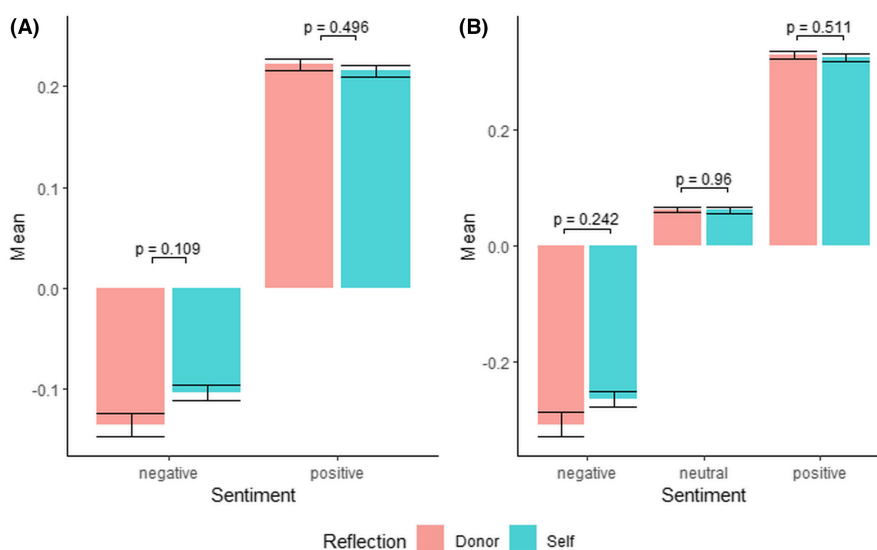 (A)
p = 0.496
0.2
0.1
p = 0.109
0.0
-0.1
Mean
negative
positive
Sentiment
(B)
p = 0.511
0.2
p = 0.96
p = 0.242
0.0
-0.2
Mean
negative
neutral
positive
Sentiment
Reflection Donor Self